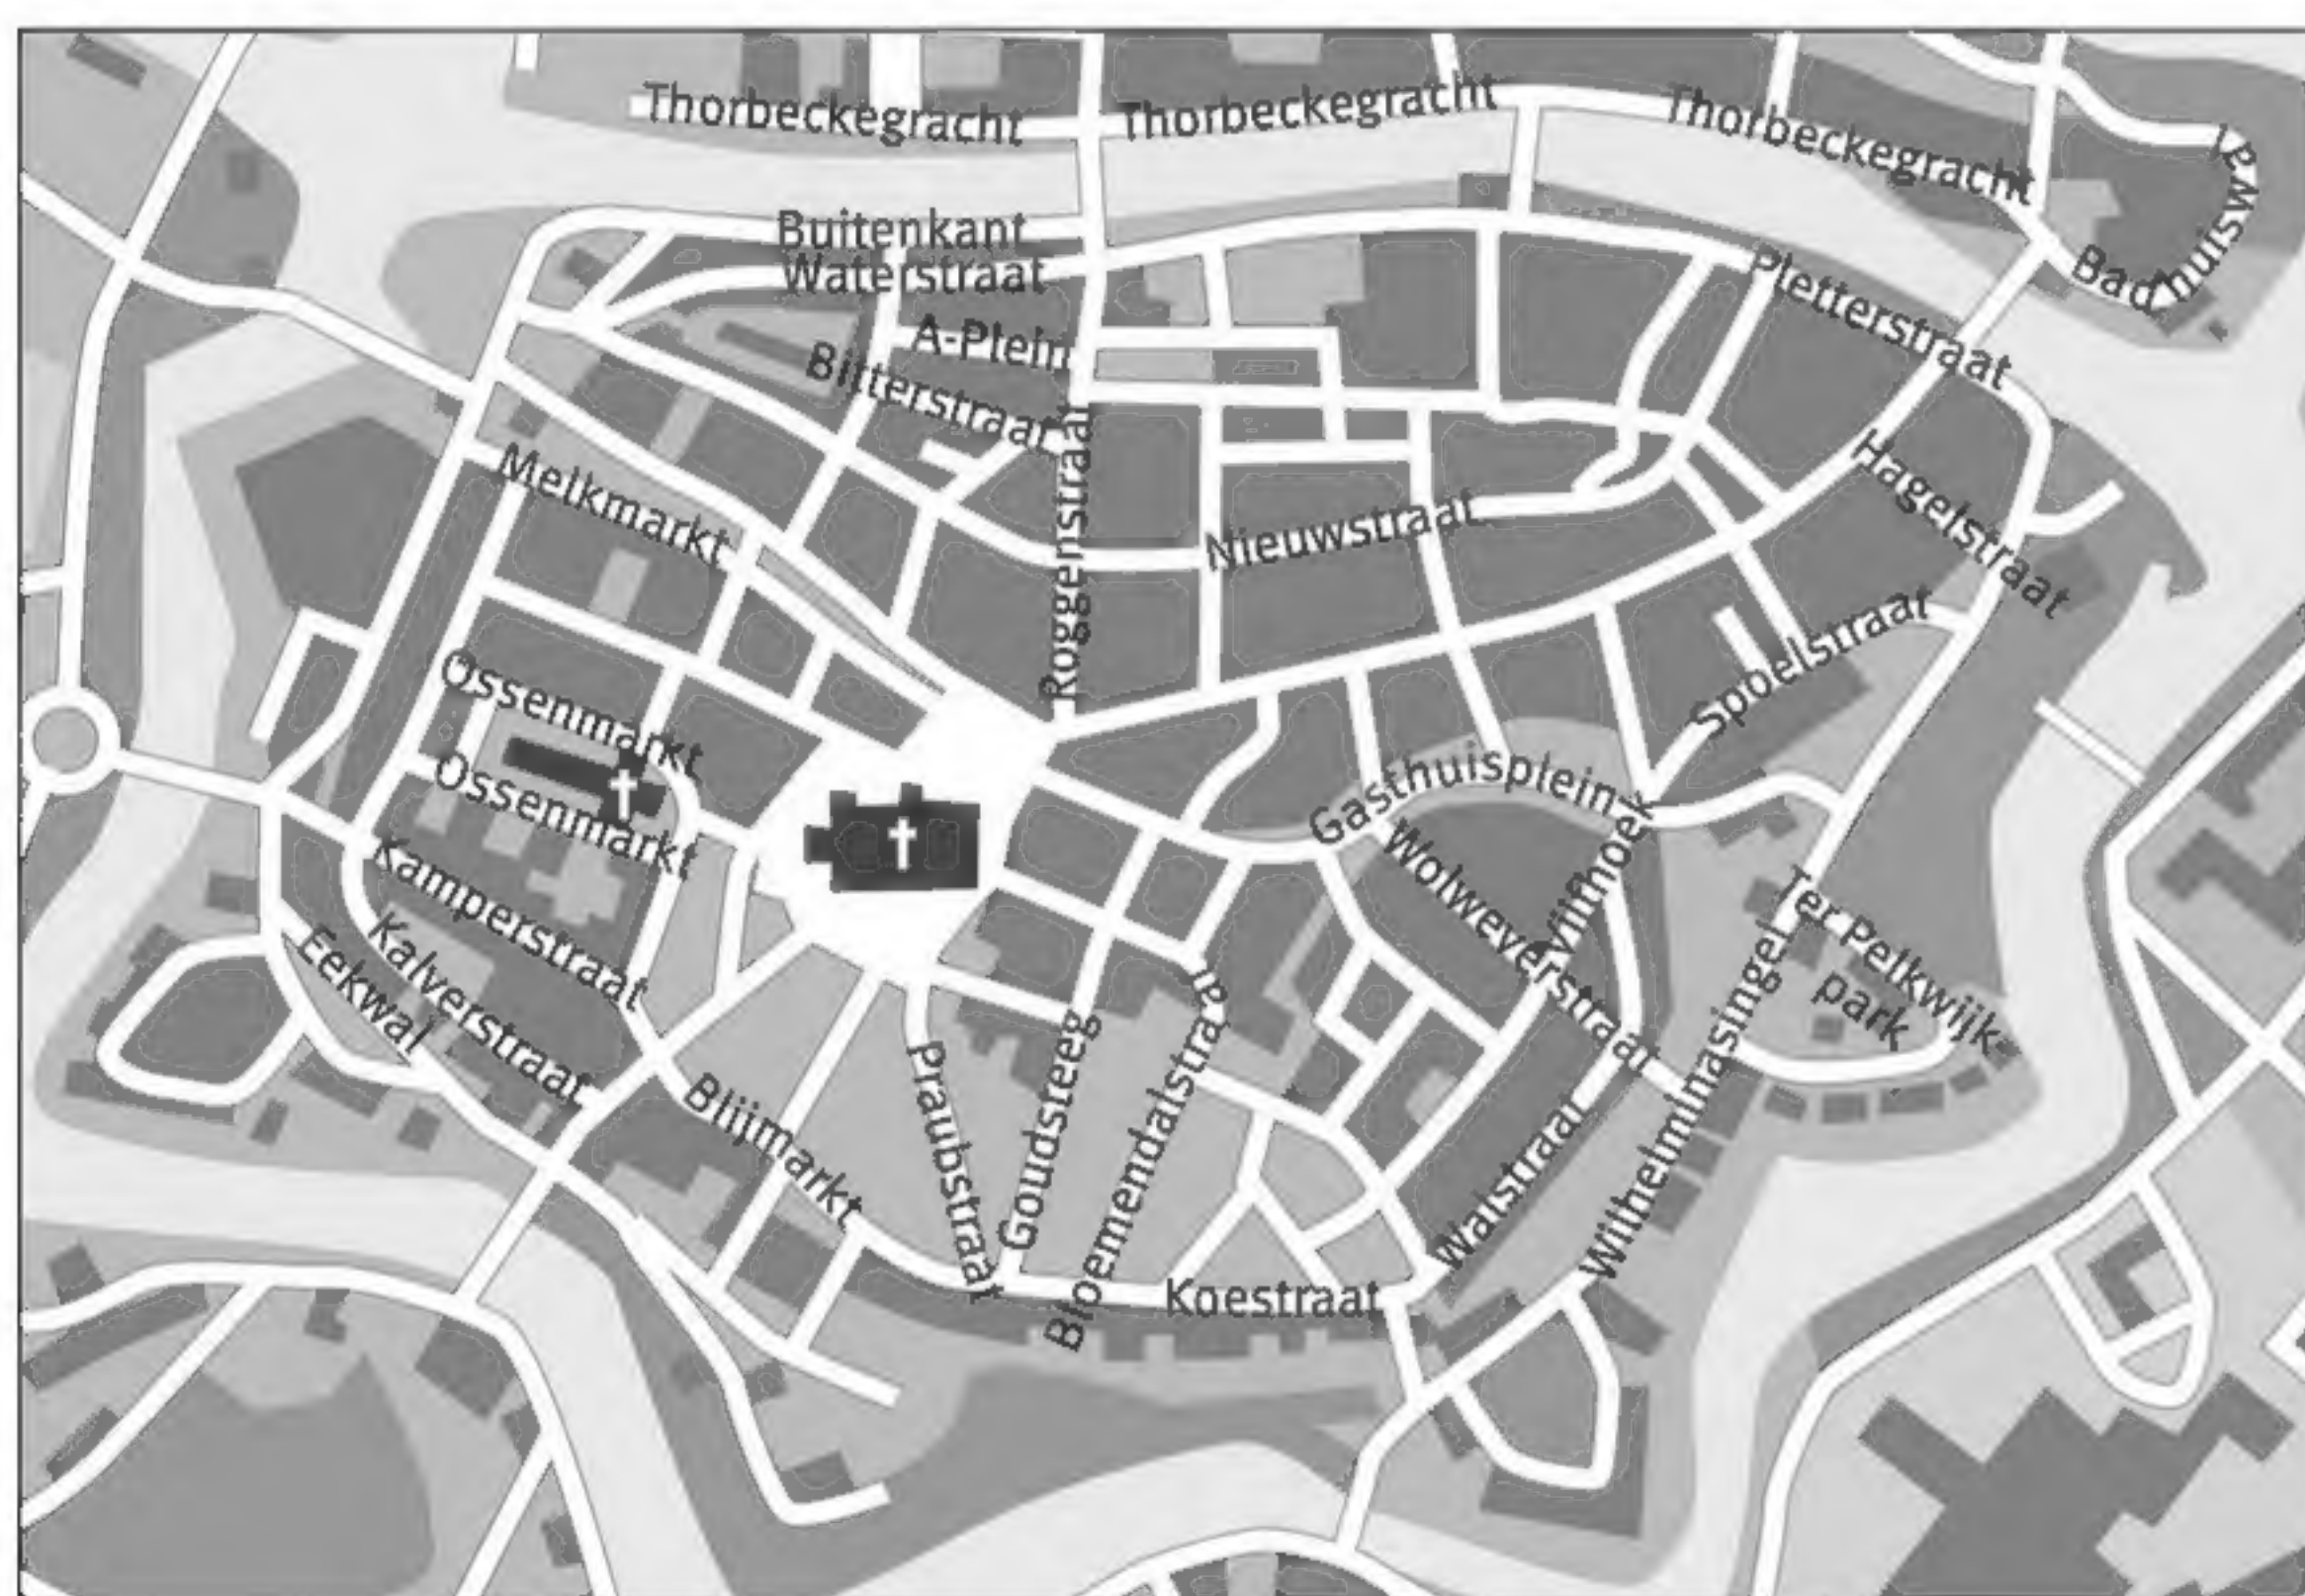 Thorbeckegracht
Thorbeckegracht
Thorbeckegracht
Badhuiswal
Buitenkant
Waterstraat
A-Plein
Bitterstraat
Pletterstraat
Melkmarkt
Roggenstraat
Nieuwstraat
Hagelstraat
Spoelstraat
Ossenmarkt
Ossenmarkt
Gasthuisplein
Kamperstraat
Kalverstraat
Eekwal
Wolweverstraat
Vijfhoek
Ter Pelkwijk-
park
Blijmarkt
Praubstraat
Goudsteeg
Bloemendalstraat
Koestraat
Walstraat
Wilhelminasingel